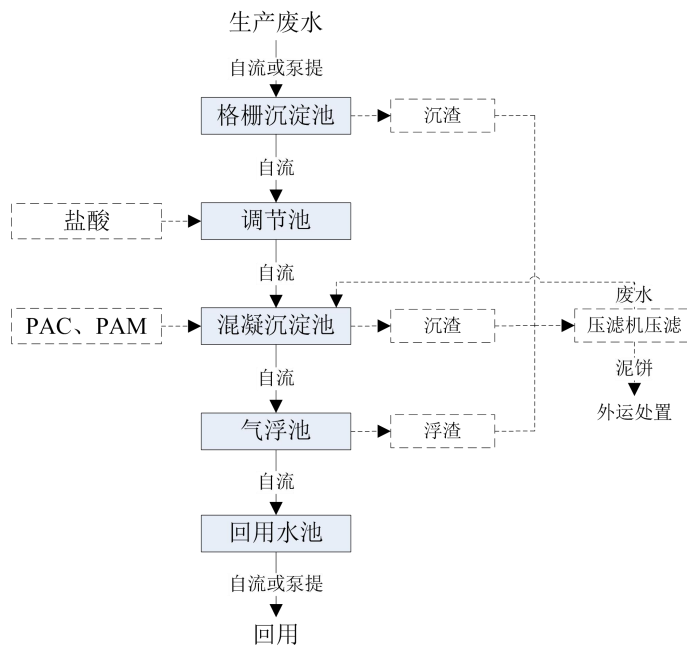 生产废水
自流或泵提
格栅沉淀池
沉渣
自流
盐酸
调节池
自流
废水
PAC、PAM
混凝沉淀池
沉渣
压滤机压滤
自流
泥饼
外运处置
气浮池
浮渣
自流
回用水池
自流或泵提
回用